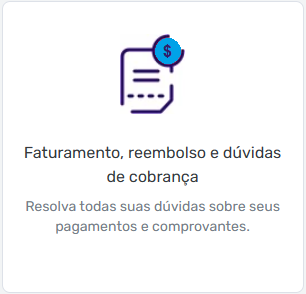 $
Faturamento, reembolso e dúvidas
de cobrança
Resolva todas suas dúvidas sobre seus
pagamentos e comprovantes.